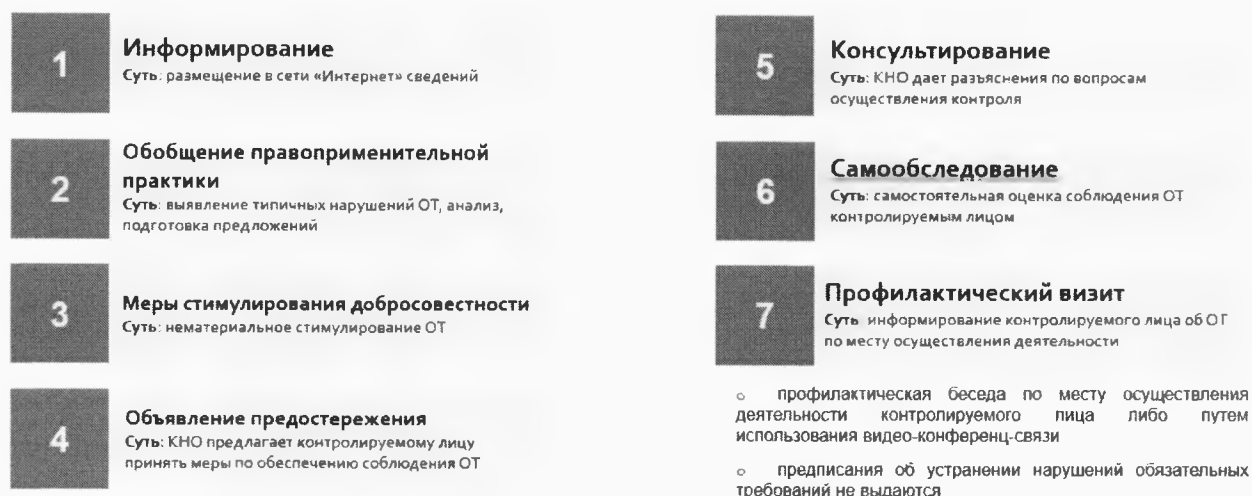 1
Информирование
Суть: размещение в сети «Интернет» сведений
2
Обобщение правоприменительной
практики
Суть: выявление типичных нарушений ОТ, анализ,
подготовка предложений
3
Меры стимулирования добросовестности
Суть: нематериальное стимулирование ОТ
4
Объявление предостережения
Суть: КНО предлагает контролируемому лицу
принять меры по обеспечению соблюдения ОТ
5
Консультирование
Суть: КНО дает разъяснения по вопросам
осуществления контроля
6
Самообследование
Суть: самостоятельная оценка соблюдения ОТ
контролируемым лицом
7
Профилактический визит
Суть: информирование контролируемого лица об ОТ
по месту осуществления деятельности
o профилактическая беседа по месту осуществления
деятельности контролируемого лица либо путем
использования видео-конференц-связи
o предписания об устранении нарушений обязательных
требований не выдаются